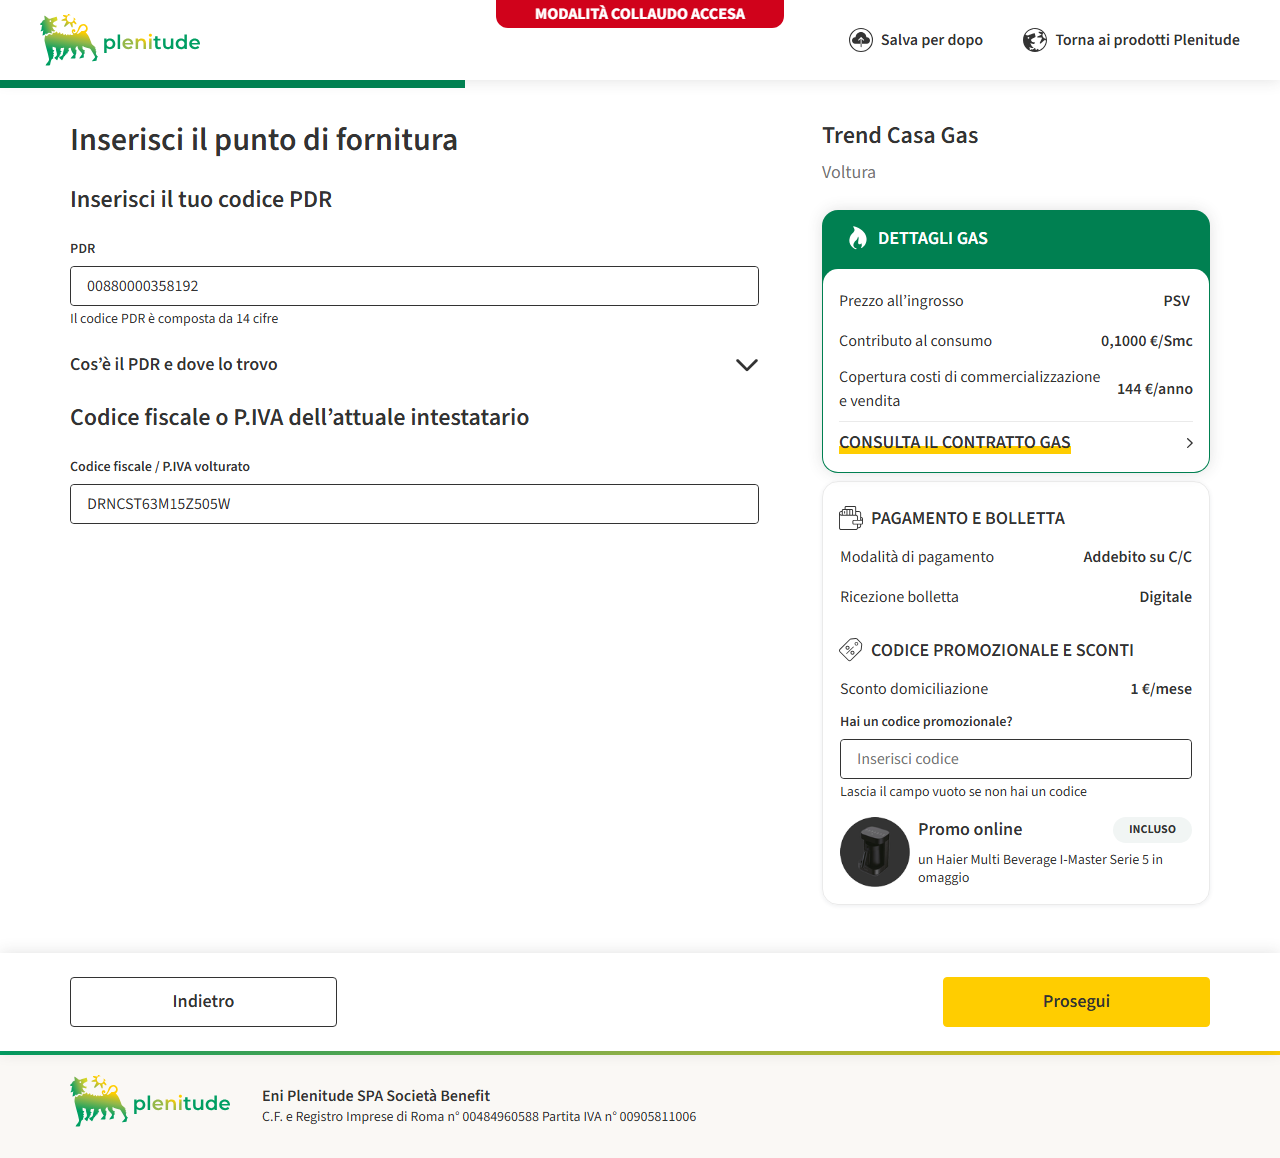 MODALITÀ COLLAUDO ACCESA
plenitude
Salva per dopo
Torna ai prodotti Plenitude
Inserisci il punto di fornitura
Inserisci il tuo codice PDR
PDR
00880000358192
Il codice PDR è composta da 14 cifre
Cos’è il PDR e dove lo trovo
Codice fiscale o P.IVA dell’attuale intestatario
Codice fiscale / P.IVA volturato
DRNCST63M15Z505W
Trend Casa Gas
Voltura
DETTAGLI GAS
Prezzo all’ingrosso PSV
Contributo al consumo 0,1000 €/Smc
Copertura costi di commercializzazione
e vendita 144 €/anno
CONSULTA IL CONTRATTO GAS
PAGAMENTO E BOLLETTA
Modalità di pagamento Addebito su C/C
Ricezione bolletta Digitale
CODICE PROMOZIONALE E SCONTI
Sconto domiciliazione 1 €/mese
Hai un codice promozionale?
Inserisci codice
Lascia il campo vuoto se non hai un codice
Promo online INCLUSO
un Haier Multi Beverage I-Master Serie 5 in
omaggio
Indietro
Prosegui
plenitude
Eni Plenitude SPA Società Benefit
C.F. e Registro Imprese di Roma n° 00484960588 Partita IVA n° 00905811006